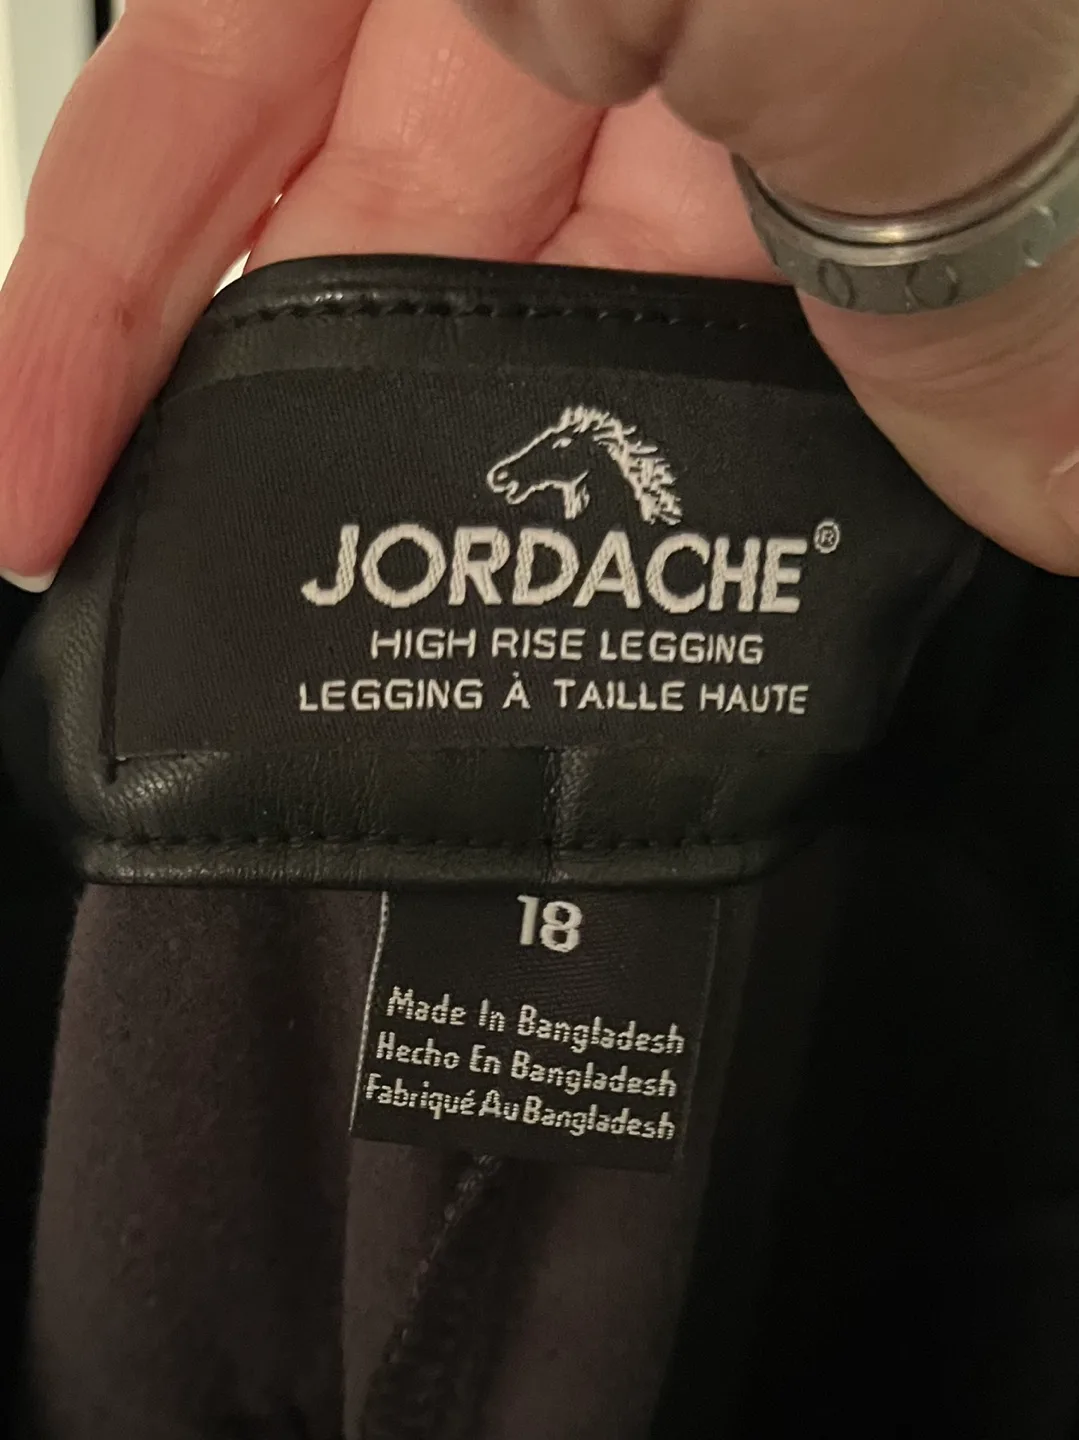 JORDACHE®
HIGH RISE LEGGING
LEGGING À TAILLE HAUTE
18
Made In Bangladesh
Hecho En Bangladesh
Fabriqué Au Bangladesh